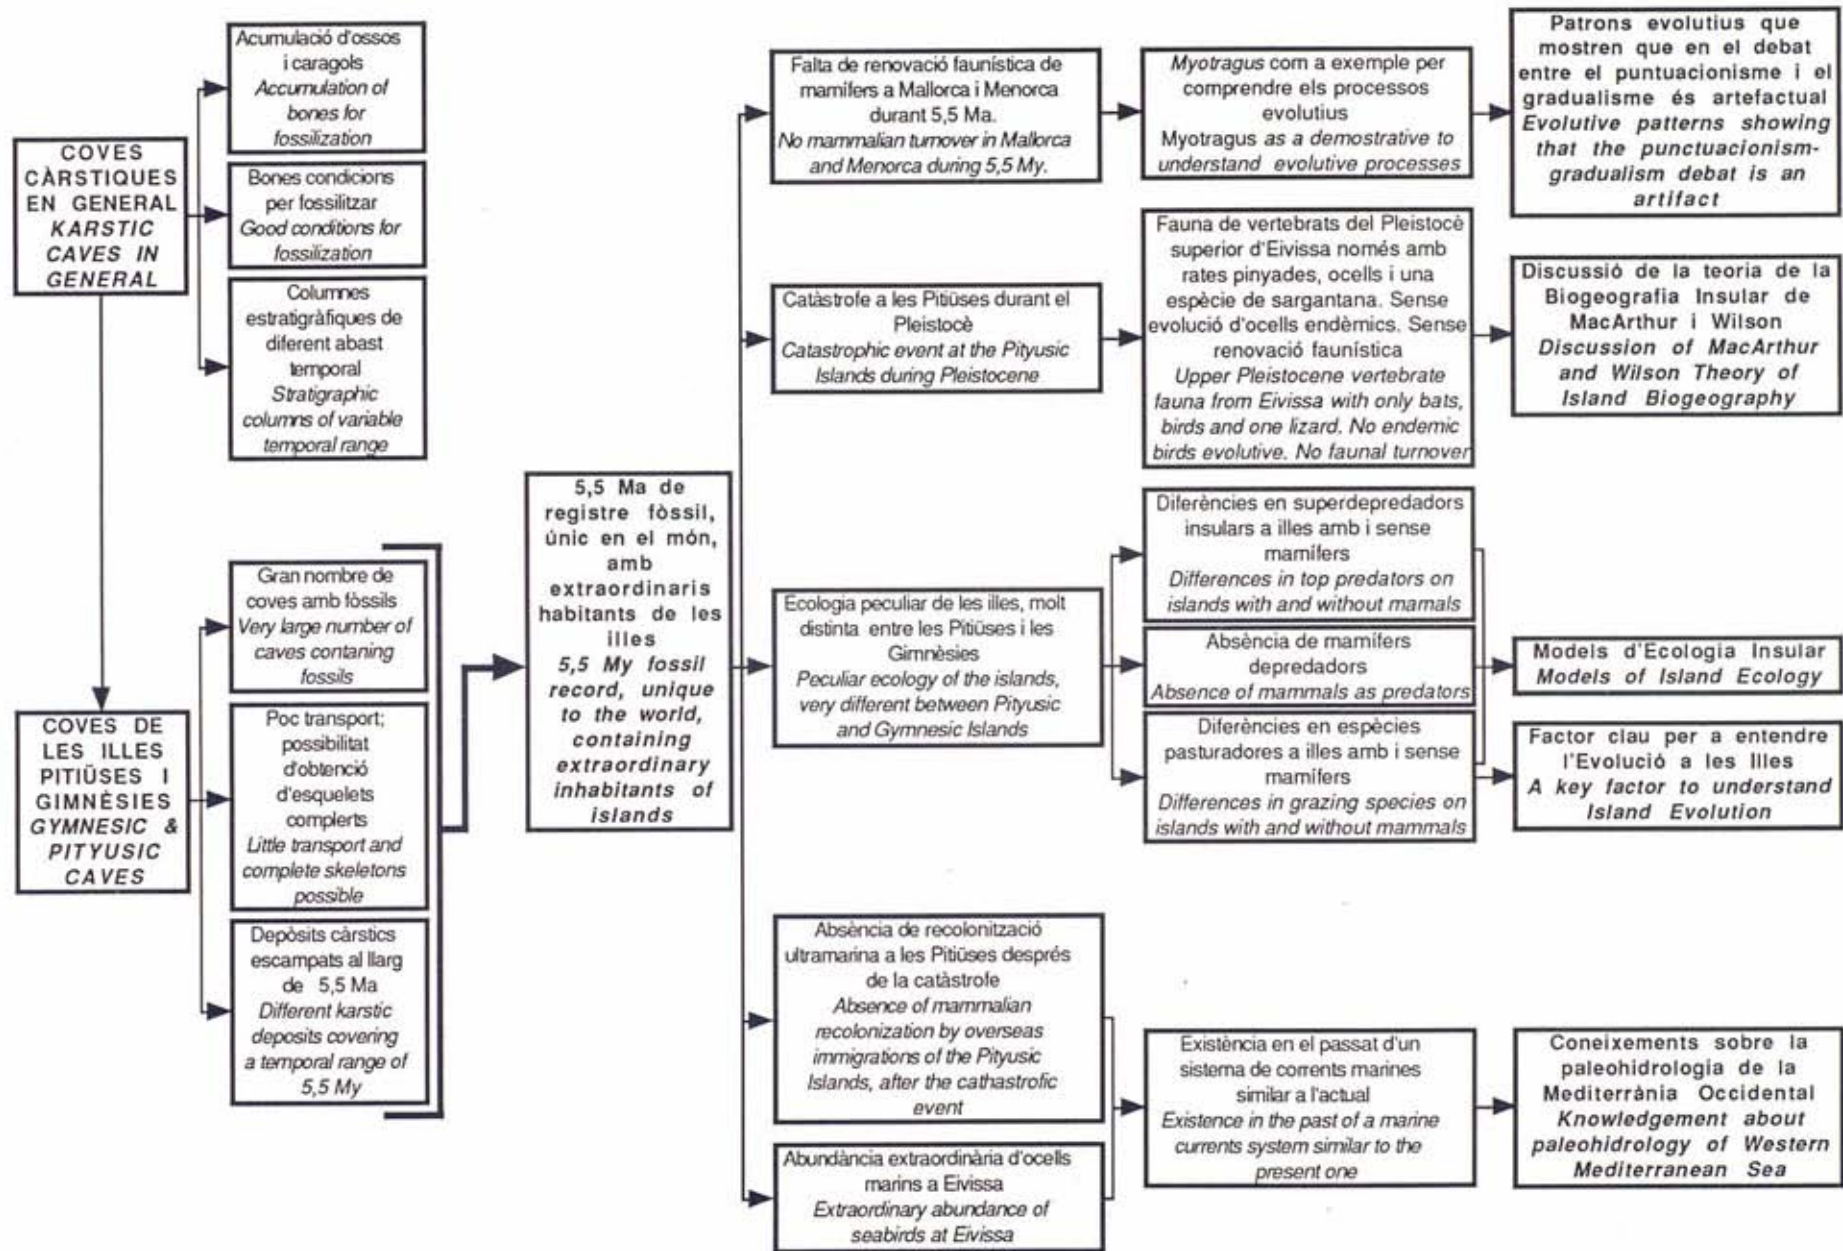 COVES
CÀRSTIQUES
EN GENERAL
KARSTIC
CAVES IN
GENERAL
Acumulació d'ossos
i caragols
Accumulation of
bones for
fossilization
Bones condicions
per fossilitzar
Good conditions for
fossilization
Columnes
estratigràfiques de
diferent abast
temporal
Stratigraphic
columns of variable
temporal range
COVES DE
LES ILLES
PITIÜSES I
GIMNÈSIES
GYMNESIC &
PITYUSIC
CAVES
Gran nombre de
coves amb fòssils
Very large number of
caves contaning
fossils
Poc transport;
possibilitat
d'obtenció
d'esquelets
complerts
Little transport and
complete skeletons
possible
Depòsits càrstics
escampats al llarg
de 5,5 Ma
Different karstic
deposits covering
a temporal range of
5,5 My
5,5 Ma de
registre fòssil,
únic en el món,
amb
extraordinaris
habitants de les
illes
5,5 My fossil
record, unique
to the world,
containing
extraordinary
inhabitants of
islands
Falta de renovació faunística de
mamífers a Mallorca i Menorca
durant 5,5 Ma.
No mammalian turnover in Mallorca
and Menorca during 5,5 My.
Myotragus com a exemple per
comprendre els processos
evolutius
Myotragus as a demostrative to
understand evolutive processes
Patrons evolutius que
mostren que en el debat
entre el puntuacionisme i el
gradualisme és artefactual
Evolutive patterns showing
that the punctuacionism-
gradualism debat is an
artifact
Catàstrofe a les Pitiüses durant el
Pleistocè
Catastrophic event at the Pityusic
Islands during Pleistocene
Fauna de vertebrats del Pleistocè
superior d'Eivissa només amb
rates pinyades, ocells i una
espècie de sargantana. Sense
evolució d'ocells endèmics. Sense
renovació faunística
Upper Pleistocene vertebrate
fauna from Eivissa with only bats,
birds and one lizard. No endemic
birds evolutive. No faunal turnover
Discussió de la teoria de la
Biogeografia Insular de
MacArthur i Wilson
Discussion of MacArthur
and Wilson Theory of
Island Biogeography
Ecologia peculiar de les illes, molt
distinta entre les Pitiüses i les
Gimnèsies
Peculiar ecology of the islands,
very different between Pityusic
and Gymnesic Islands
Diferències en superdepredadors
insulars a illes amb i sense
mamífers
Differences in top predators on
islands with and without mamals
Absència de mamífers
depredadors
Absence of mammals as predators
Diferències en espècies
pasturadores a illes amb i sense
mamífers
Differences in grazing species on
islands with and without mammals
Models d'Ecologia Insular
Models of Island Ecology
Factor clau per a entendre
l'Evolució a les Illes
A key factor to understand
Island Evolution
Absència de recolonització
ultramarina a les Pitiüses després
de la catàstrofe
Absence of mammalian
recolonization by overseas
immigrations of the Pityusic
Islands, after the cathastrofic
event
Abundància extraordinària d'ocells
marins a Eivissa
Extraordinary abundance of
seabirds at Eivissa
Existència en el passat d'un
sistema de corrents marines
similar a l'actual
Existence in the past of a marine
currents system similar to the
present one
Coneixements sobre la
paleohidrologia de la
Mediterrània Occidental
Knowledgement about
paleohidrology of Western
Mediterranean Sea